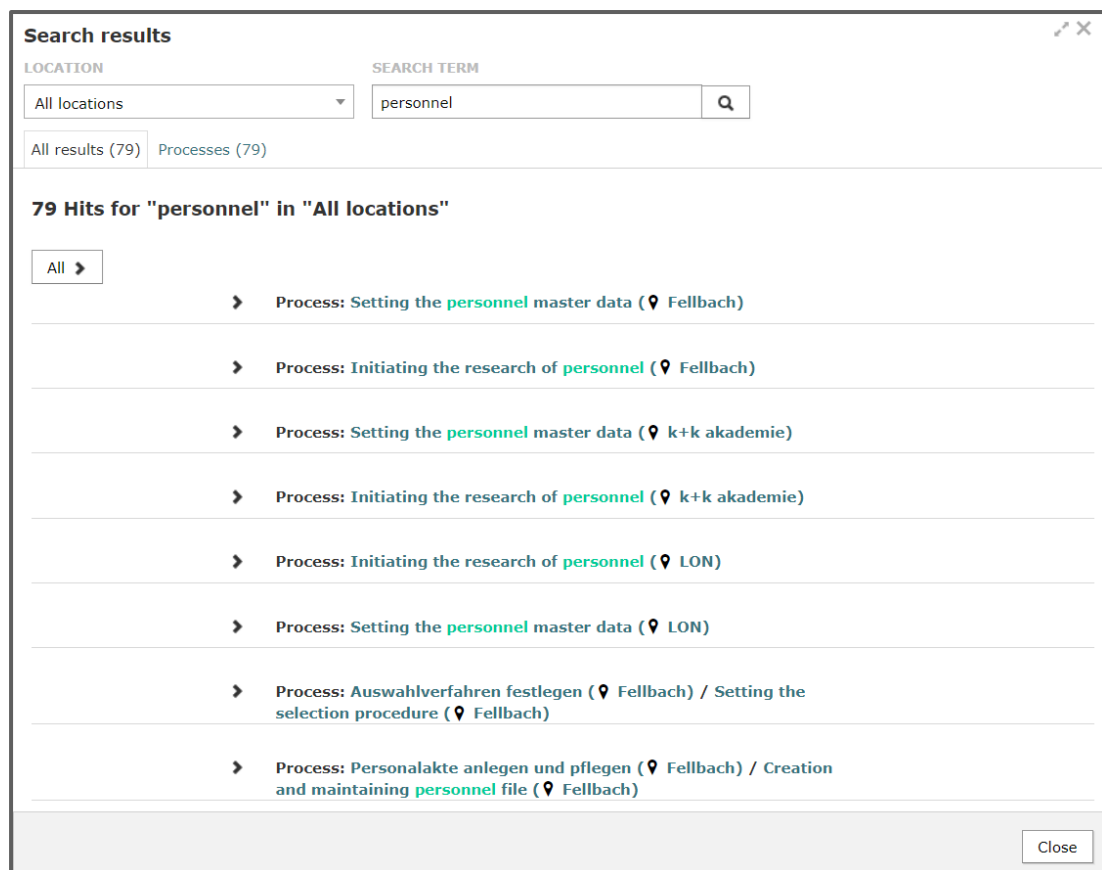 Search results
LOCATION
SEARCH TERM
All locations
personnel
All results (79)
Processes (79)
79 Hits for "personnel" in "All locations"
All
Process: Setting the personnel master data ( Fellbach)
Process: Initiating the research of personnel ( Fellbach)
Process: Setting the personnel master data ( k+k akademie)
Process: Initiating the research of personnel ( k+k akademie)
Process: Initiating the research of personnel ( LON)
Process: Setting the personnel master data ( LON)
Process: Auswahlverfahren festlegen ( Fellbach) / Setting the
selection procedure ( Fellbach)
Process: Personalakte anlegen und pflegen ( Fellbach) / Creation
and maintaining personnel file ( Fellbach)
Close